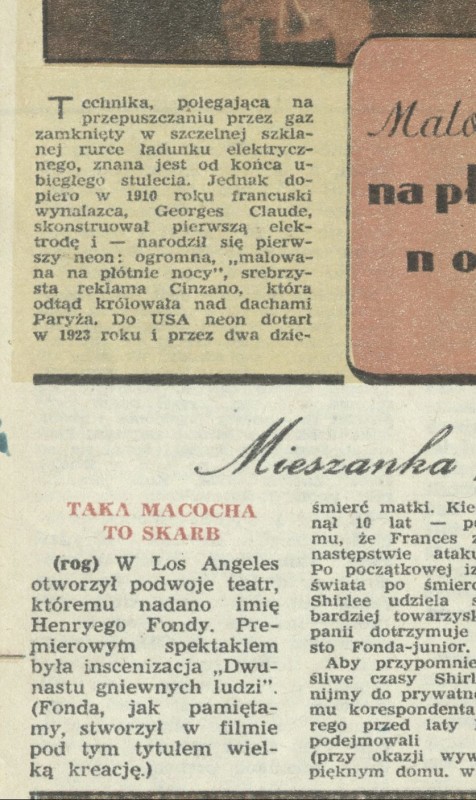 Technika, polegająca na
przepuszczaniu przez gaz
zamknięty w szczelnej szkla-
nej rurce ładunku elektrycz-
nego, znana jest od końca u-
biegłego stulecia. Jednak do-
piero w 1910 roku francuski
wynalazca, Georges Claude,
skonstruował pierwszą elek-
trodę i — narodził się pierw-
szy neon: ogromna, „malowa-
na na płótnie nocy”, srebrzy-
sta reklama Cinzano, która
odtąd królowała nad dachami
Paryża. Do USA neon dotarł
w 1923 roku i przez dwa dzie-
Malo
na pł
no
Mieszanka
TAKA MACOCHA
TO SKARB
(rog) W Los Angeles
otworzył podwoje teatr,
któremu nadano imię
Henryego Fondy. Pre-
mierowym spektaklem
była inscenizacja „Dwu-
nastu gniewnych ludzi”.
(Fonda, jak pamięta-
my, stworzył w filmie
pod tym tytułem wiel-
ką kreację.)
śmierć matki. Kie
nął 10 lat — p
mu, że Frances z
następstwie ataku
Po początkowej iz
świata po śmierc
Shirlee udziela s
bardziej towarzysk
panii dotrzymuje
sto Fonda-junior.
Aby przypomnie
śliwe czasy Shirl
nijmy do prywatne
mu korespondenta
rego przed laty
podejmowali
(przy okazji wyw
pięknym domu. w